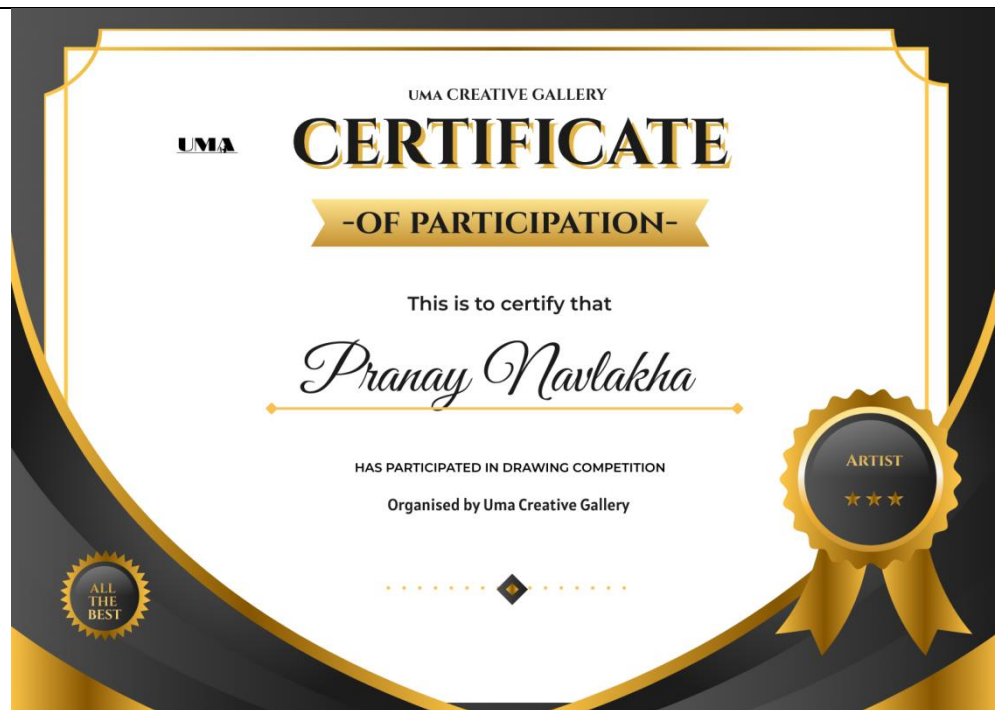 UMA CREATIVE GALLERY
UMA
CERTIFICATE
-OF PARTICIPATION-
This is to certify that
Pranay Navlakha
HAS PARTICIPATED IN DRAWING COMPETITION
Organised by Uma Creative Gallery
ARTIST
ALL
THE
BEST